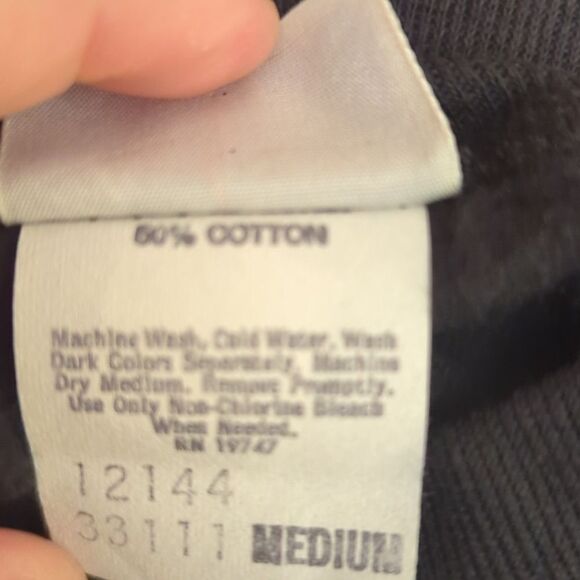 60% COTTON
Machine Wash, Cold Water, Wash
Dark Colors Separately, Machine
Dry Medium. Remove Promptly.
Use Only Non-Chlorine Bleach
When Needed.
RN 19747
12144
33111 MEDIUM